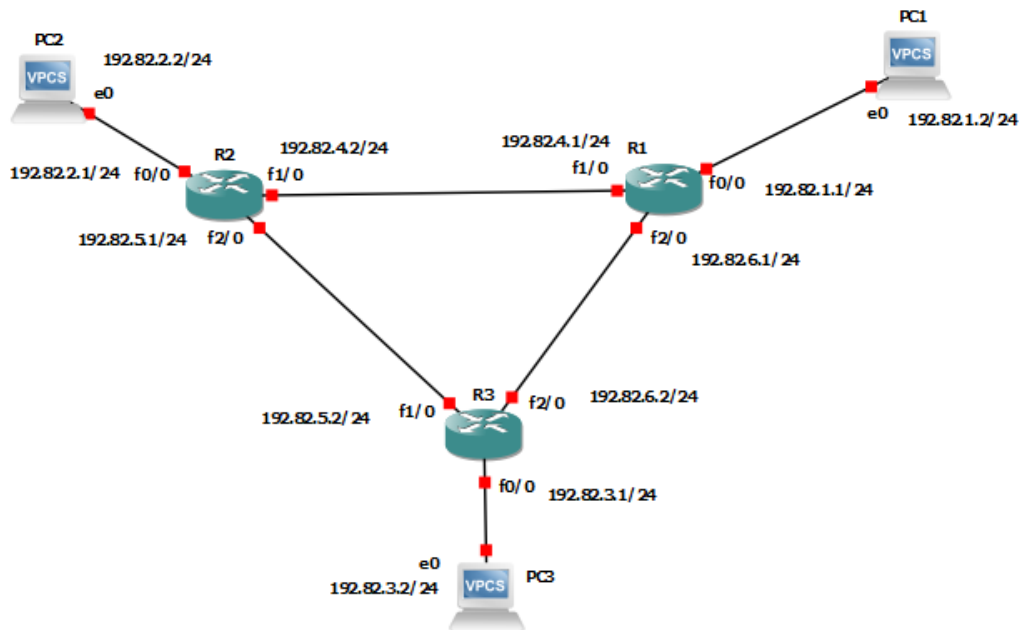 PC1
PC2
192.82.2.2/24
VPCS
VPCS
e0
e0
192.82.1.2/24
192.82.4.1/24
R1
192.82.4.2/24
R2
192.82.2.1/24
f0/0
f1/0
f1/0
f0/0
192.82.1.1/24
192.82.5.1/24
f2/0
f2/0
192.82.6.1/24
R3
f2/0
192.82.6.2/24
192.82.5.2/24
f1/0
f0/0
192.82.3.1/24
e0
192.82.3.2/24
VPCS
PC3